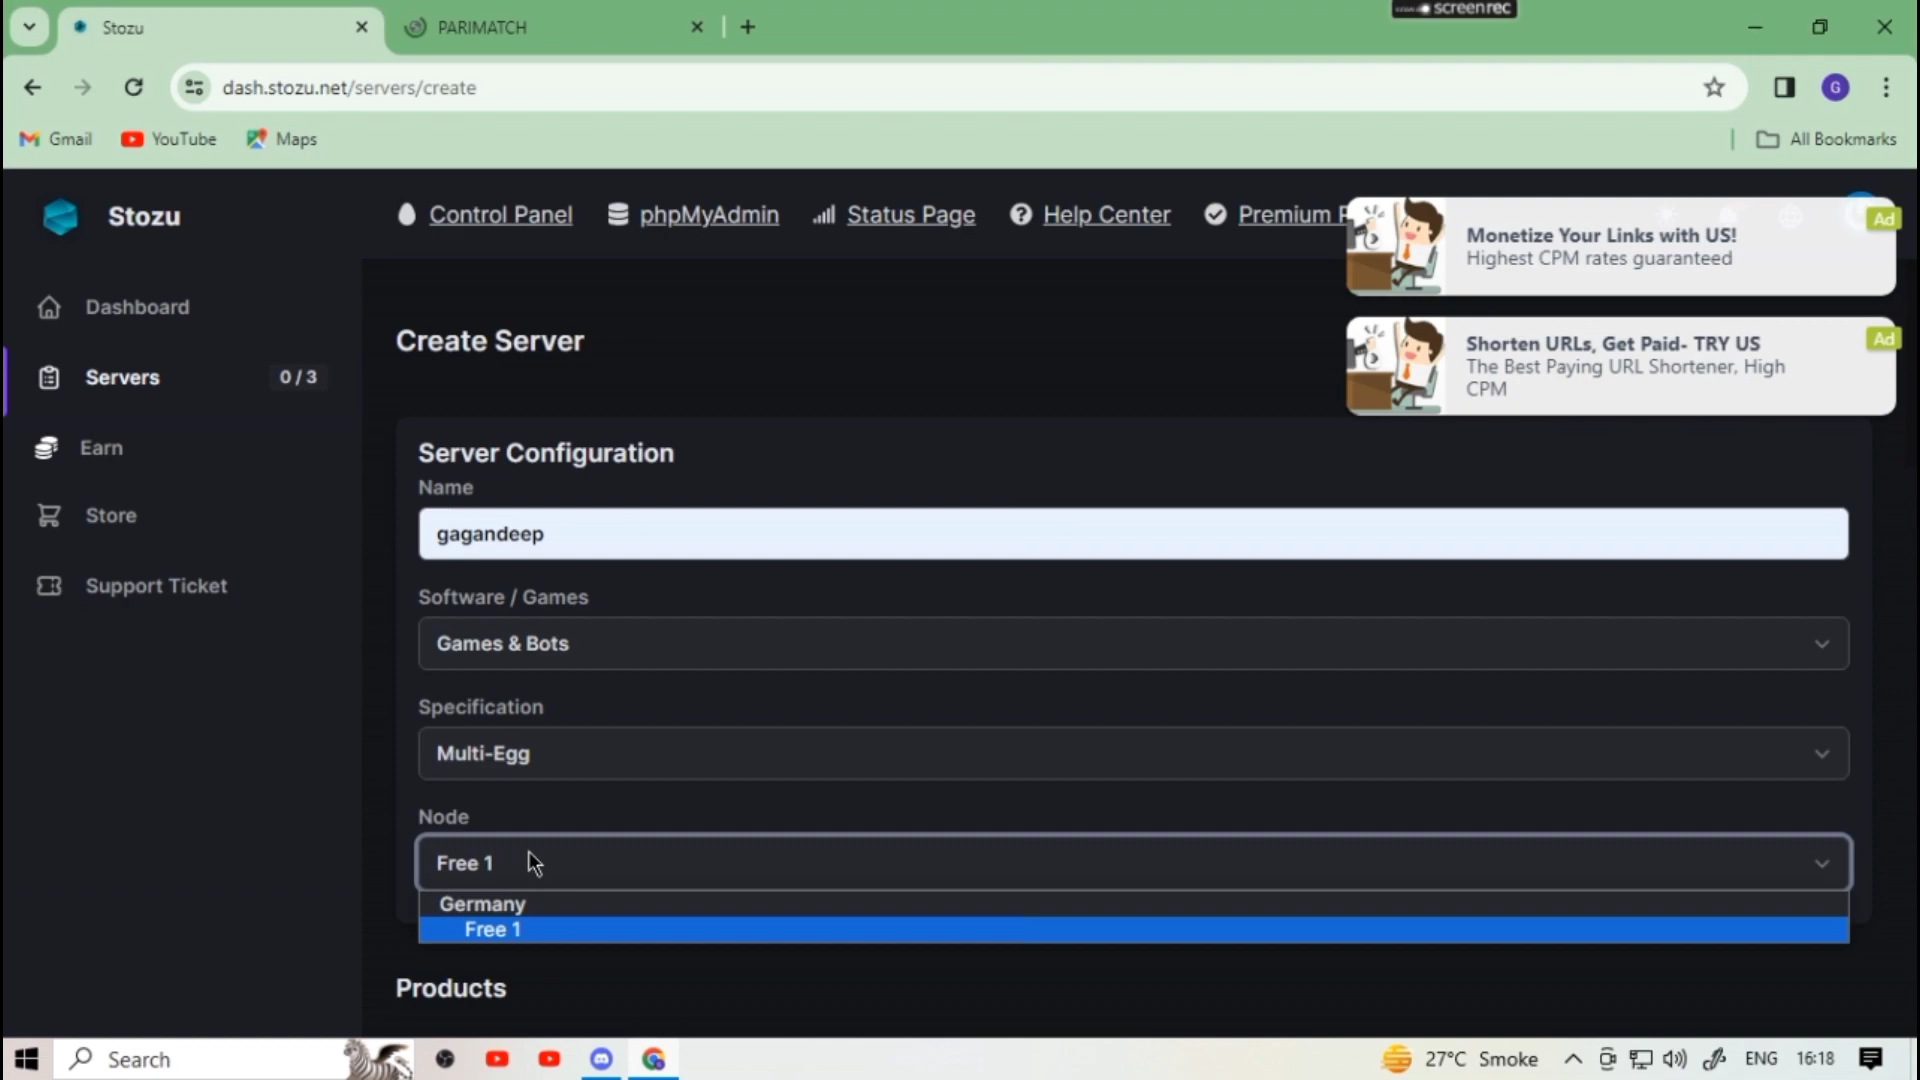 screenrec
Stozu
PARIMATCH
dash.stozu.net/servers/create
Gmail
YouTube
Maps
All Bookmarks
G
Stozu
Control Panel
phpMyAdmin
Status Page
Help Center
Premium
Monetize Your Links with US!
Highest CPM rates guaranteed
Ad
Shorten URLs, Get Paid- TRY US
The Best Paying URL Shortener, High
CPM
Ad
Dashboard
Servers
0 / 3
Earn
Store
Support Ticket
Create Server
Server Configuration
Name
gagandeep
Software / Games
Games & Bots
Specification
Multi-Egg
Node
Free 1
Germany
Free 1
Products
Search
27°C Smoke
ENG
16:18